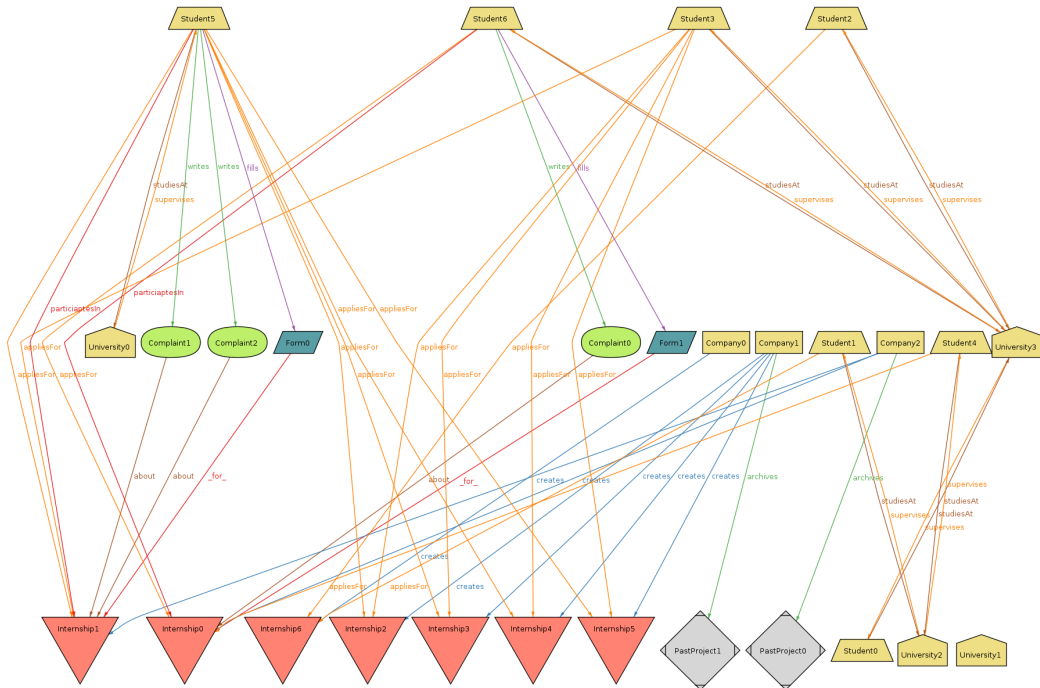 Student5
Student6
Student3
Student2
writes
writes
fills
writes
fills
studiesAt
studiesAt
studiesAt
studiesAt
supervises
supervises
supervises
supervises
particiaptesIn
particiaptesIn
appliesFor
appliesFor
University0
Complaint1
Complaint2
Form0
Complaint0
Form1
Company0
Company1
Student1
Company2
Student4
University3
appliesFor
appliesFor
appliesFor
appliesFor
appliesFor
appliesFor
appliesFor
appliesFor
appliesFor
appliesFor
about
about
_for_
about
_for_
creates
creates
creates
creates
creates
archives
archives
supervises
studiesAt
studiesAt
supervises
studiesAt
supervises
creates
appliesFor
appliesFor
creates
Internship1
Internship0
Internship6
Internship2
Internship3
Internship4
Internship5
PastProject1
PastProject0
Student0
University2
University1